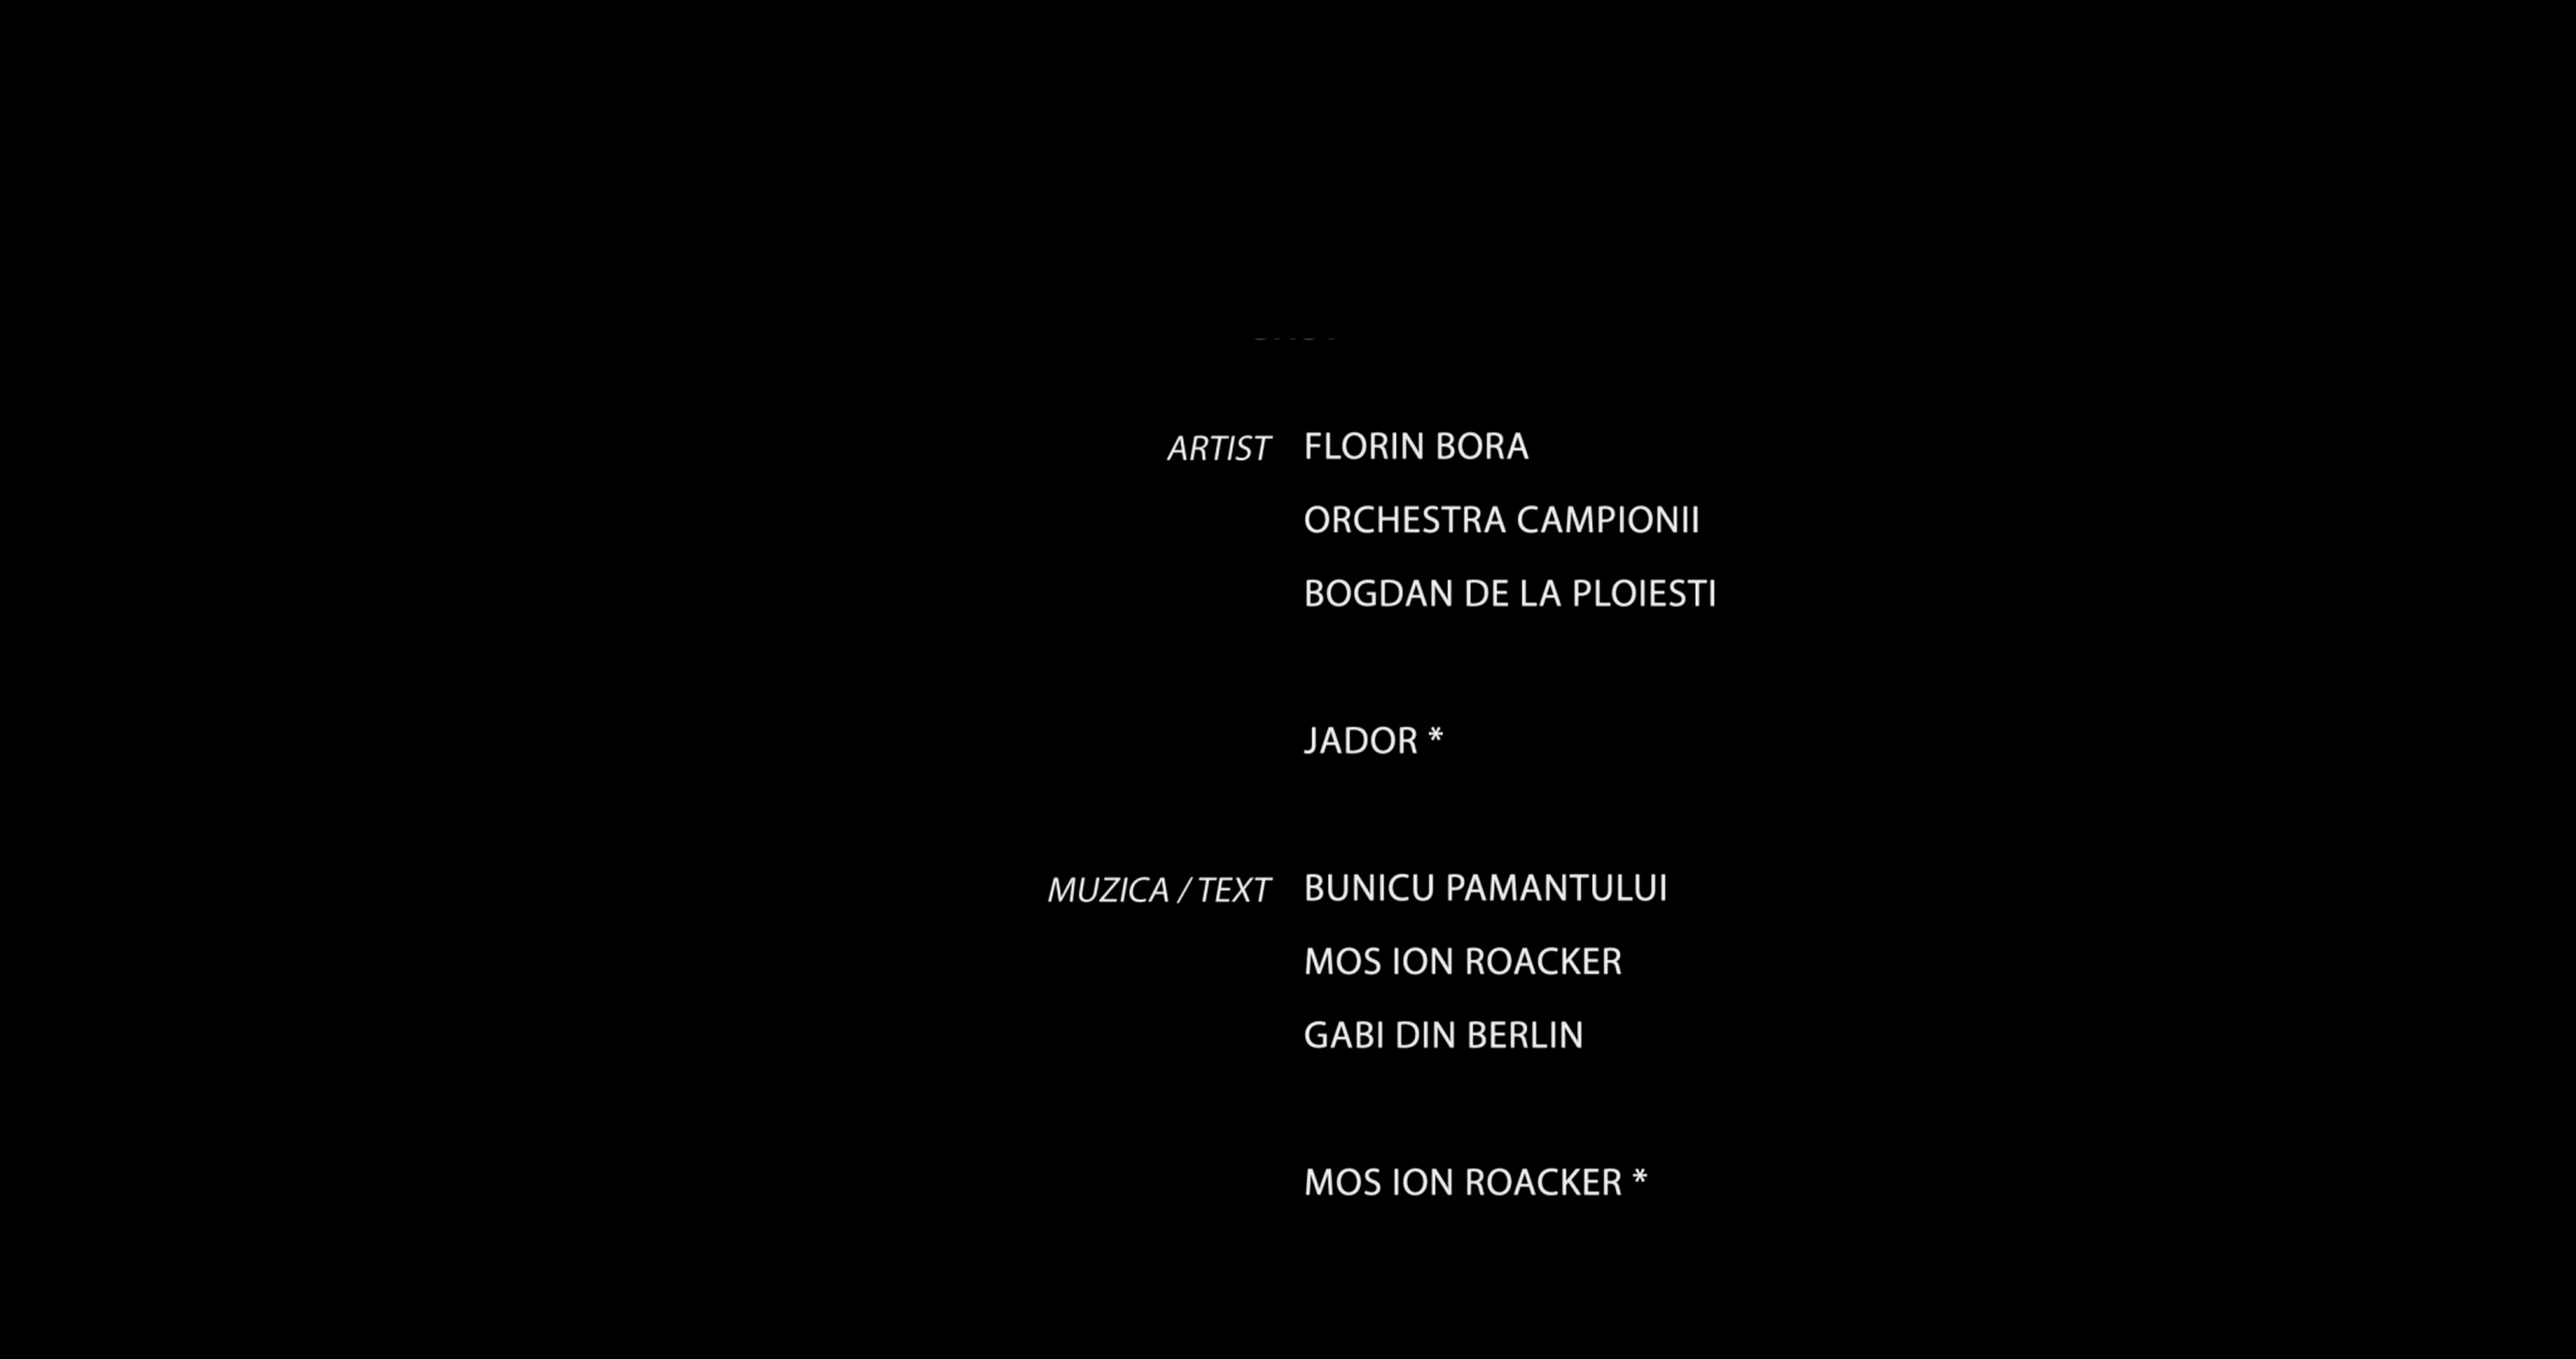 ARTIST FLORIN BORA
ORCHESTRA CAMPIONII
BOGDAN DE LA PLOIESTI
JADOR *
MUZICA / TEXT BUNICU PAMANTULUI
MOS ION ROACKER
GABI DIN BERLIN
MOS ION ROACKER *